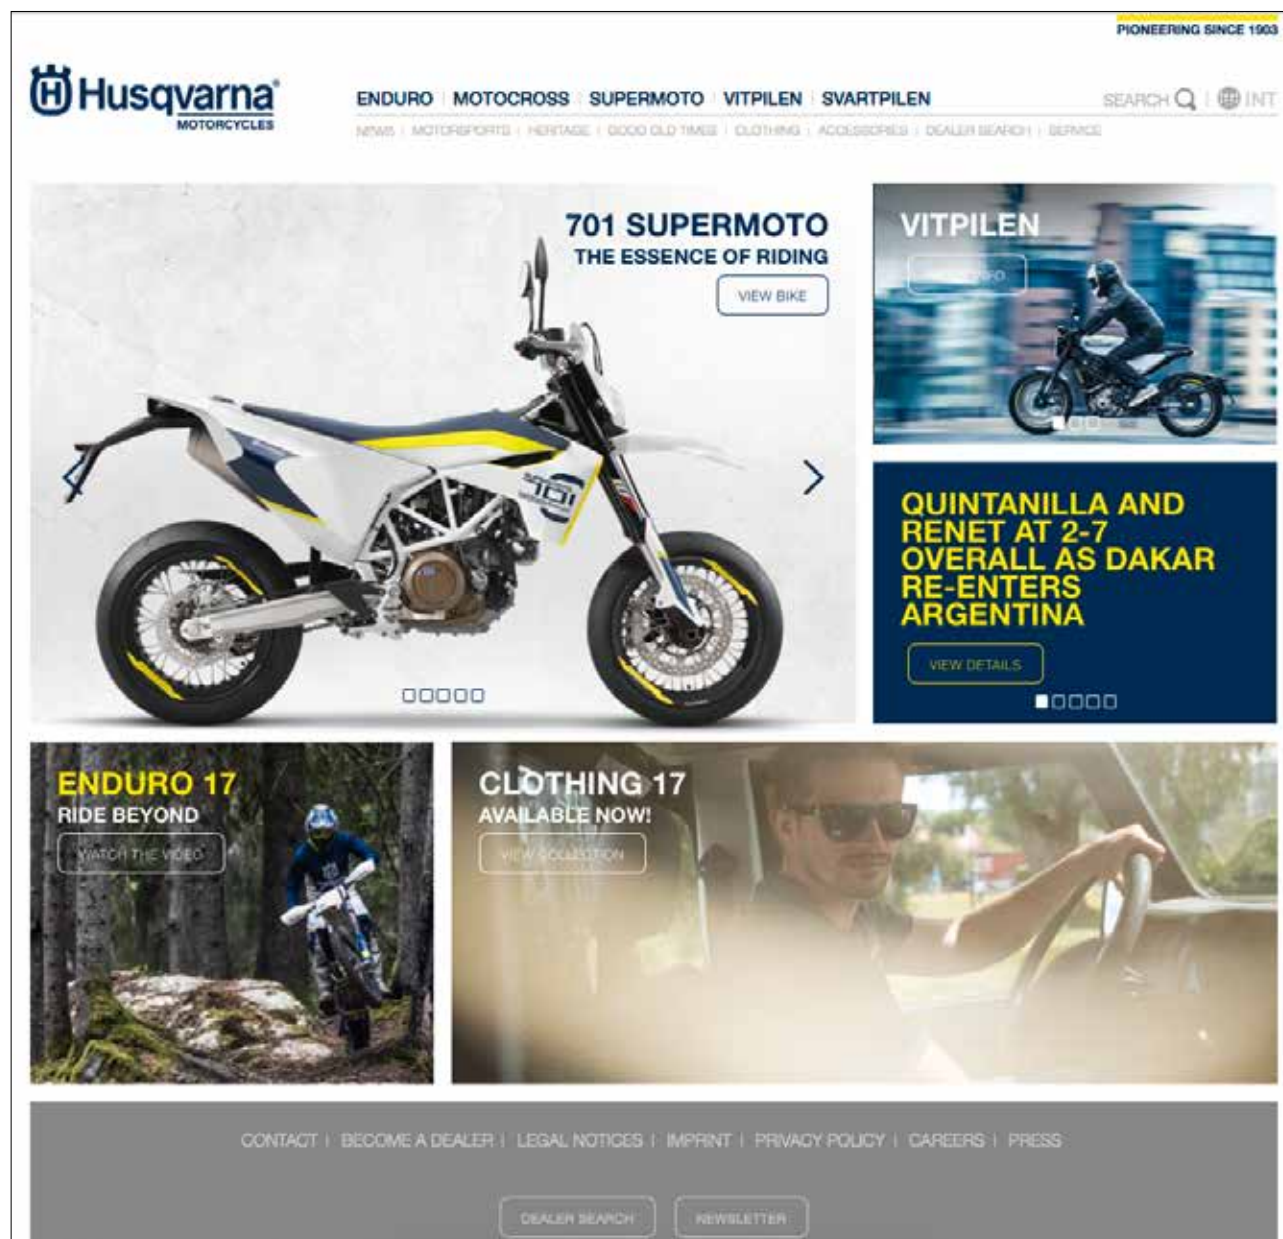 PIONEERING SINCE 1903
Husqvarna®
MOTORCYCLES
ENDURO | MOTOCROSS | SUPERMOTO | VITPILEN | SVARTPILEN
SEARCH | INT
NEWS | MOTORSPORTS | HERITAGE | GOOD OLD TIMES | CLOTHING | ACCESSORIES | DEALER SEARCH | SERVICE
701 SUPERMOTO
THE ESSENCE OF RIDING
VIEW BIKE
701
VITPILEN
QUINTANILLA AND
RENET AT 2-7
OVERALL AS DAKAR
RE-ENTERS
ARGENTINA
VIEW DETAILS
ENDURO 17
RIDE BEYOND
WATCH THE VIDEO
CLOTHING 17
AVAILABLE NOW!
VIEW COLLECTION
CONTACT | BECOME A DEALER | LEGAL NOTICES | IMPRINT | PRIVACY POLICY | CAREERS | PRESS
DEALER SEARCH
NEWSLETTER